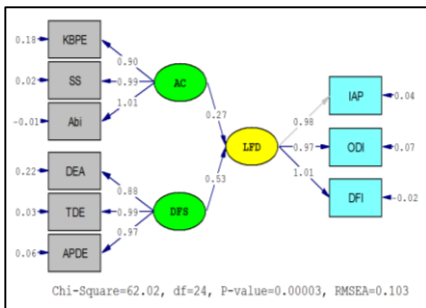 0.18
KBPE
0.90
0.02
SS
0.99
-0.01
Abi
1.01
AC
0.27
0.22
DEA
0.88
0.03
TDE
0.99
0.06
APDE
0.97
DFS
0.53
LFD
0.98
IAP
0.04
0.97
ODI
0.07
1.01
DFI
-0.02
Chi-Square=62.02, df=24, P-value=0.00003, RMSEA=0.103